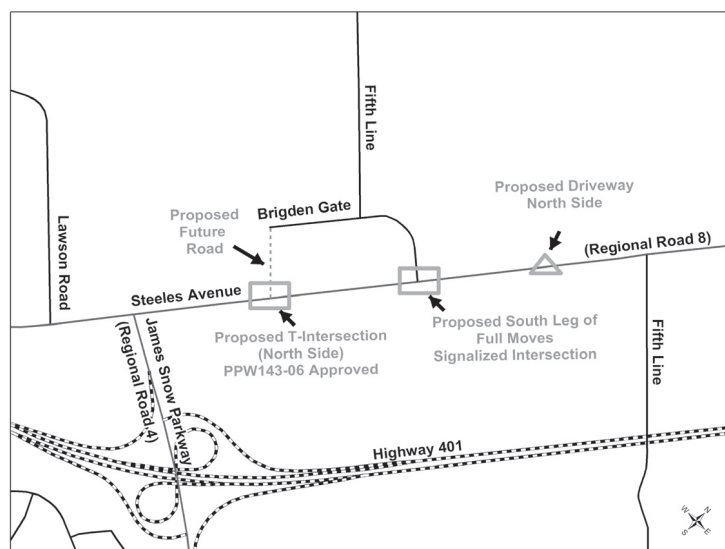 Fifth Line
Proposed Driveway
North Side
Proposed
Future
Road
Brigden Gate
(Regional Road 8)
Lawson Road
Steeles Avenue
Proposed T-Intersection
(North Side)
PPW143-06 Approved
Proposed South Leg of
Full Moves
Signalized Intersection
James Snow Parkway
(Regional Road 4)
Fifth Line
Highway 401
N
E
S
W